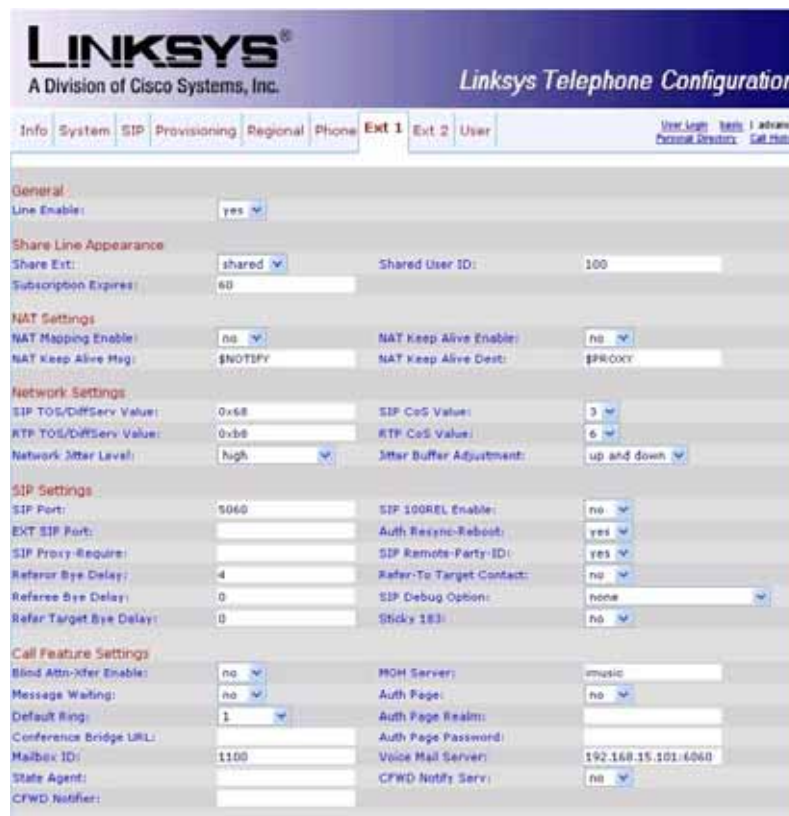 LINKSYS®
A Division of Cisco Systems, Inc.
Linksys Telephone Configuration
Info System SIP Provisioning Regional Phone Ext 1 Ext 2 User
User Login basic | advan
Personal Directory Call Hist
General
Line Enable: yes
Share Line Appearance
Share Ext: shared Shared User ID: 100
Subscription Expires: 60
NAT Settings
NAT Mapping Enable: no NAT Keep Alive Enable: no
NAT Keep Alive Msg: $NOTIFY NAT Keep Alive Dest: $PROXY
Network Settings
SIP TOS/DiffServ Value: 0x68 SIP CoS Value: 3
RTP TOS/DiffServ Value: 0xb8 RTP CoS Value: 6
Network Jitter Level: high Jitter Buffer Adjustment: up and down
SIP Settings
SIP Port: 5060 SIP 100REL Enable: no
EXT SIP Port: Auth Resync-Reboot: yes
SIP Proxy-Require: SIP Remote-Party-ID: yes
Referor Bye Delay: 4 Refer-To Target Contact: no
Referee Bye Delay: 0 SIP Debug Option: none
Refer Target Bye Delay: 0 Sticky 183: no
Call Feature Settings
Blind Attn-Xfer Enable: no MOH Server: imusic
Message Waiting: no Auth Page: no
Default Ring: 1 Auth Page Realm:
Conference Bridge URL: Auth Page Password:
Mailbox ID: 1100 Voice Mail Server: 192.168.15.101:6060
State Agent: CFWD Notify Serv: no
CFWD Notifier: